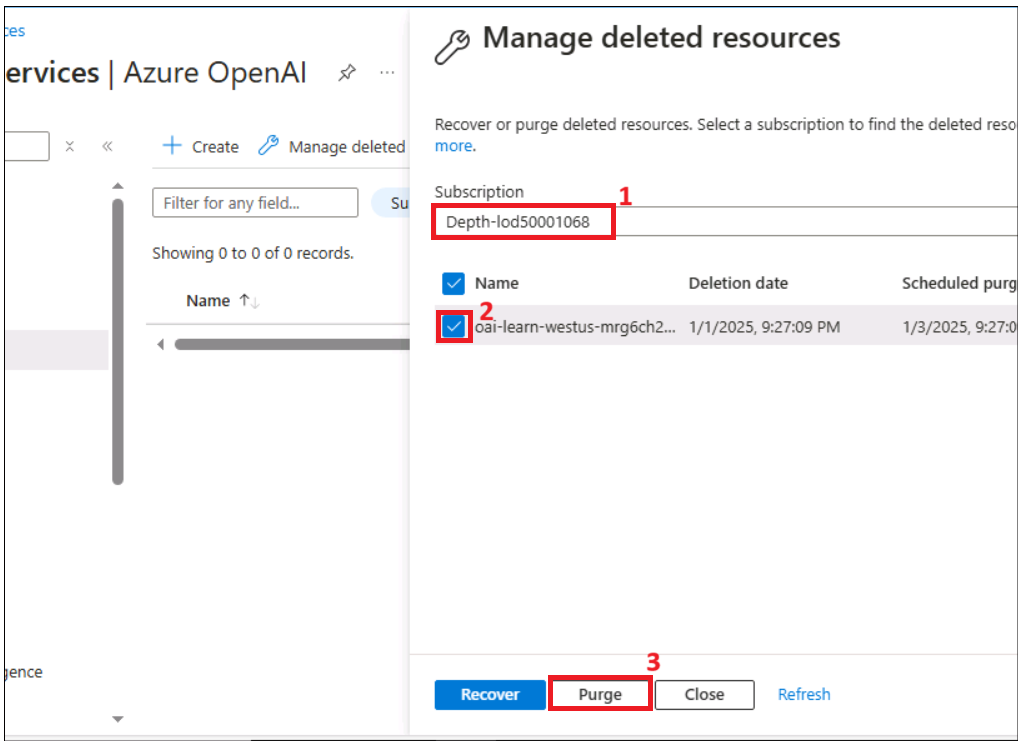 ces
ervices | Azure OpenAI
Create
Manage deleted
Filter for any field...
Su
Showing 0 to 0 of 0 records.
Name ↑↓
gence
Manage deleted resources
Recover or purge deleted resources. Select a subscription to find the deleted reso
more.
Subscription
1
Depth-lod50001068
Name Deletion date Scheduled purg
2
oai-learn-westus-mrg6ch2... 1/1/2025, 9:27:09 PM 1/3/2025, 9:27:0
3
Recover Purge Close Refresh